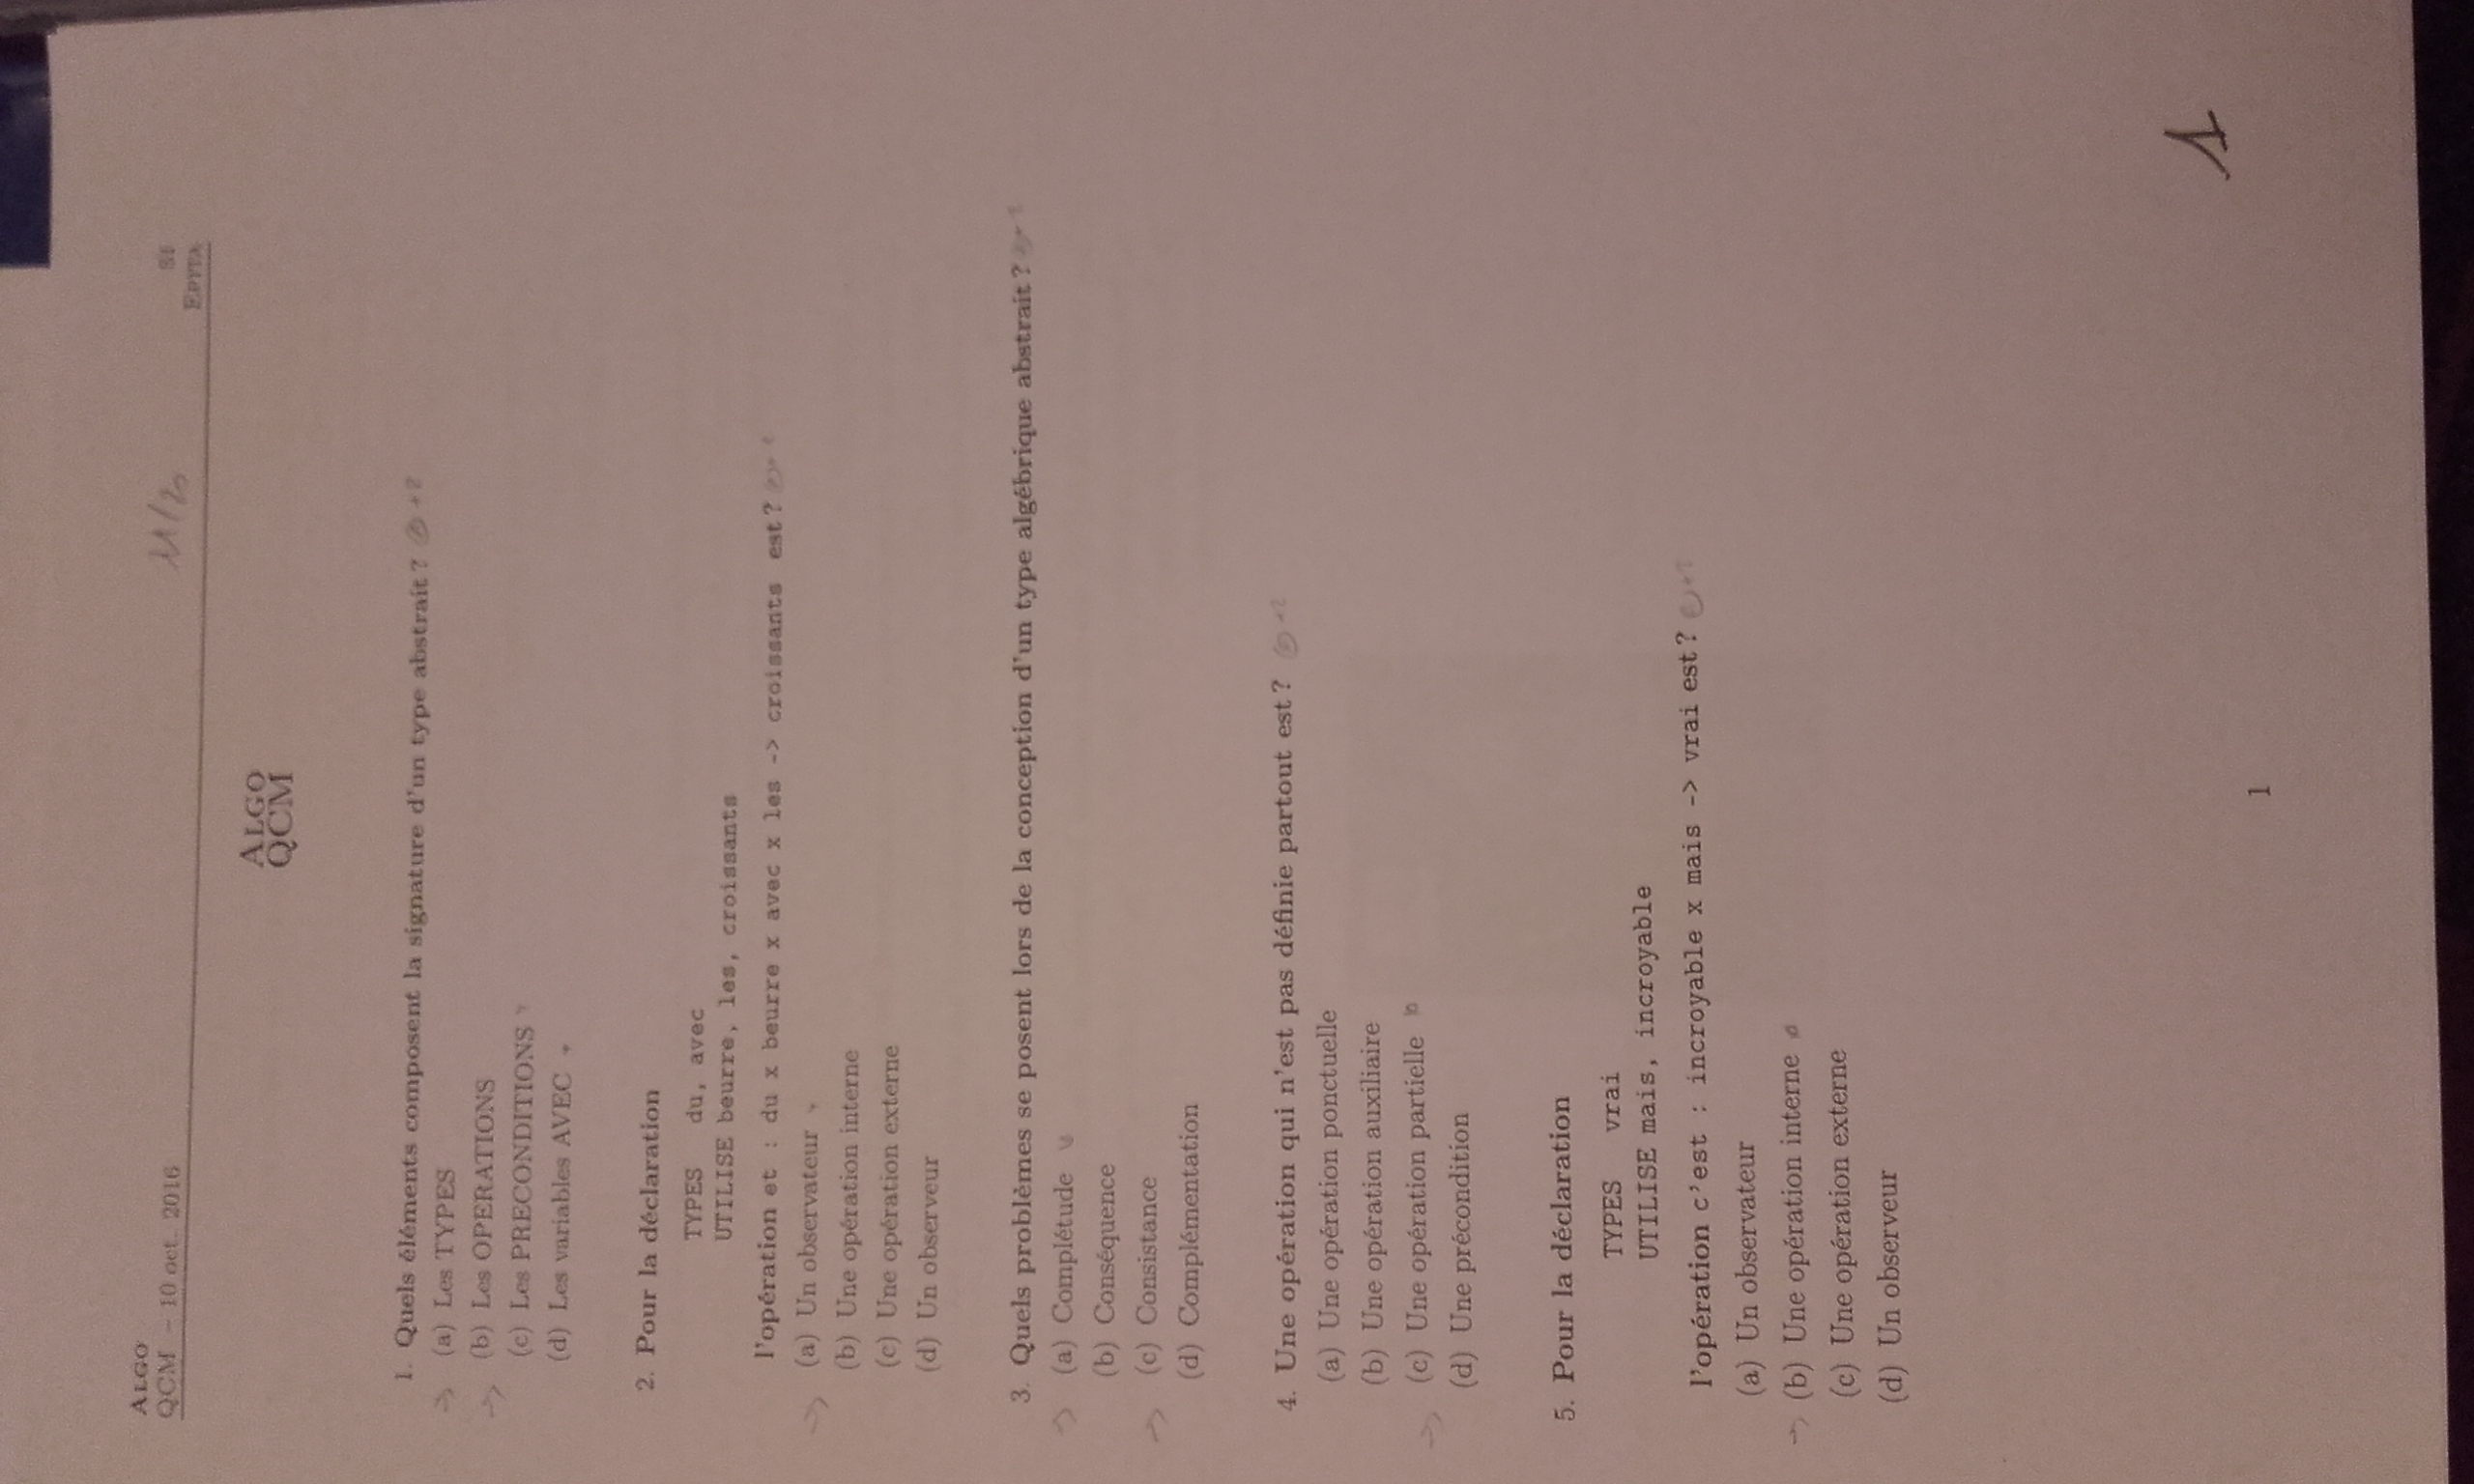 ALGO
QCM – 10 oct. 2016
11/20
S1
EPITA
ALGO
QCM
1. Quels éléments composent la signature d'un type abstrait ? +2
(a) Les TYPES
(b) Les OPERATIONS
(c) Les PRECONDITIONS
(d) Les variables AVEC
2. Pour la déclaration
TYPES du, avec
UTILISE beurre, les, croissants
l'opération et : du x beurre x avec x les -> croissants est ?
(a) Un observateur
(b) Une opération interne
(c) Une opération externe
(d) Un observeur
3. Quels problèmes se posent lors de la conception d'un type algébrique abstrait ?
(a) Complétude
(b) Conséquence
(c) Consistance
(d) Complémentation
4. Une opération qui n'est pas définie partout est ?
(a) Une opération ponctuelle
(b) Une opération auxiliaire
(c) Une opération partielle
(d) Une précondition
5. Pour la déclaration
TYPES vrai
UTILISE mais, incroyable
l'opération c'est : incroyable x mais -> vrai est ?
(a) Un observateur
(b) Une opération interne
(c) Une opération externe
(d) Un observeur
1
1